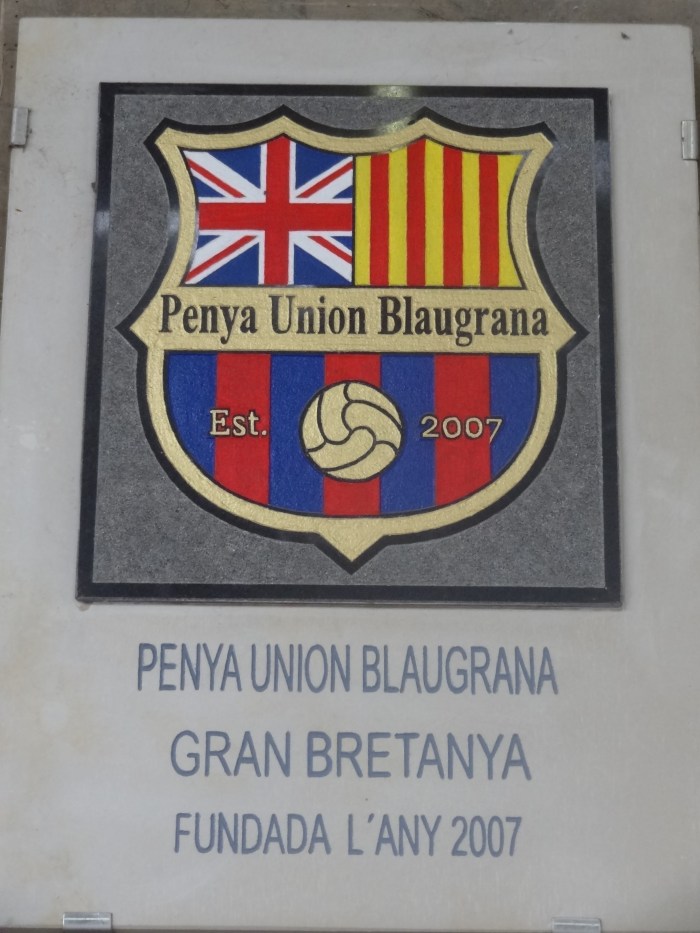 Penya Union Blaugrana
Est. 2007
PENYA UNION BLAUGRANA
GRAN BRETANYA
FUNDADA L´ANY 2007